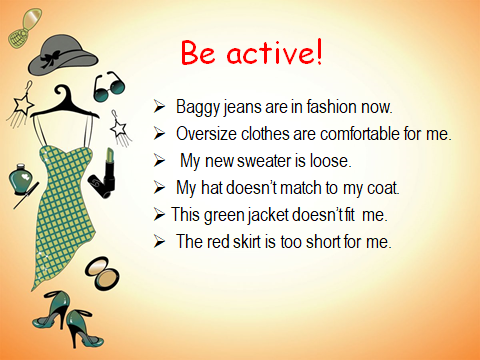 Be active!
➢ Baggy jeans are in fashion now.
➢ Oversize clothes are comfortable for me.
➢ My new sweater is loose.
➢ My hat doesn't match to my coat.
➢ This green jacket doesn't fit me.
➢ The red skirt is too short for me.